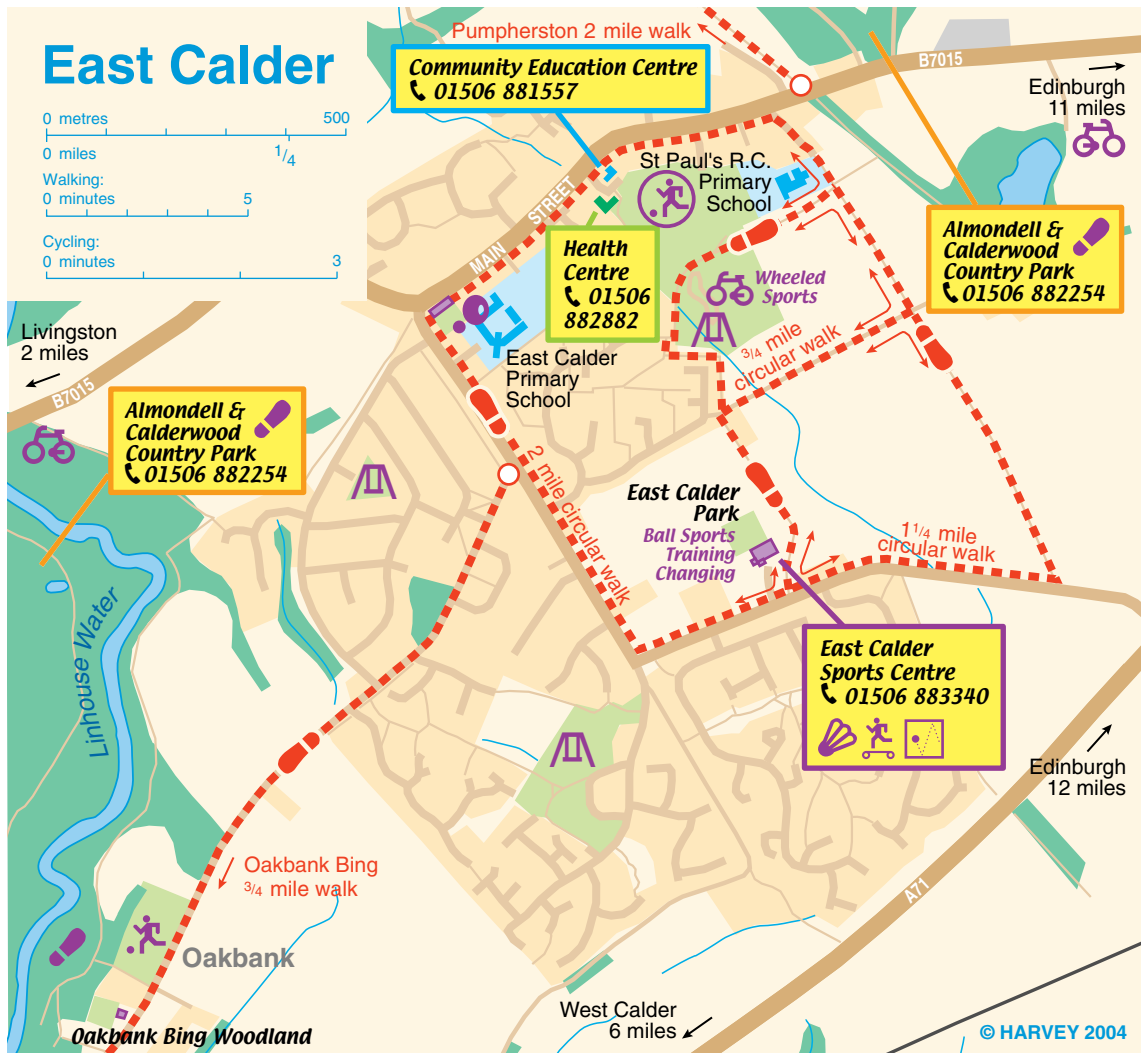 East Calder
0 metres 500
0 miles 1/4
Walking:
0 minutes 5
Cycling:
0 minutes 3
Pumpherston 2 mile walk
Community Education Centre
01506 881557
B7015
Edinburgh
11 miles
St Paul's R.C.
Primary
School
MAIN STREET
Health
Centre
01506
882882
Wheeled
Sports
Almondell &
Calderwood
Country Park
01506 882254
Livingston
2 miles
B7015
East Calder
Primary
School
3/4 mile
circular walk
Almondell &
Calderwood
Country Park
01506 882254
2 mile circular walk
East Calder
Park
Ball Sports
Training
Changing
1 1/4 mile
circular walk
Linhouse Water
East Calder
Sports Centre
01506 883340
Edinburgh
12 miles
Oakbank Bing
3/4 mile walk
A71
Oakbank
West Calder
6 miles
Oakbank Bing Woodland
© HARVEY 2004